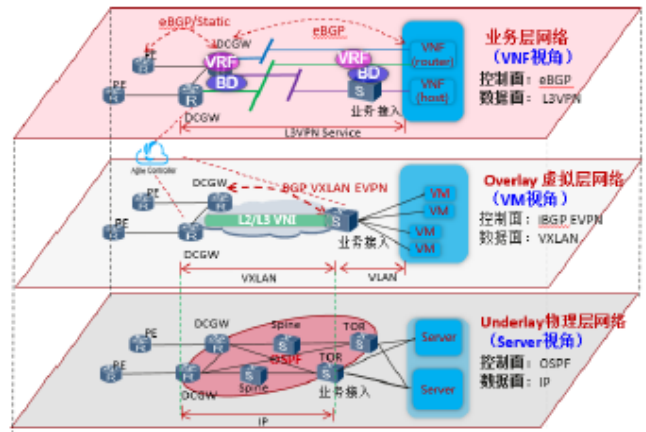 eBGP/Static
eBGP
DCGW
PE
PE
VRF
BD
VRF
BD
R
R
R
S
DCGW
业务接入
VNF
(router)
VNF
(host)
L3VPN Service
业务层网络
(VNF视角)
控制面：eBGP
数据面：L3VPN
Agile Controller
DCGW
PE
PE
BGP VXLAN EVPN
L2/L3 VNI
R
R
R
R
S
业务接入
DCGW
VM
VM
VM
VM
VXLAN
VLAN
Overlay 虚拟层网络
(VM视角)
控制面：iBGP EVPN
数据面：VXLAN
DCGW
Spine
TOR
PE
PE
OSPF
R
R
R
R
S
S
S
S
TOR
Spine
DCGW
业务接入
Server
Server
IP
Underlay物理层网络
(Server视角)
控制面：OSPF
数据面：IP